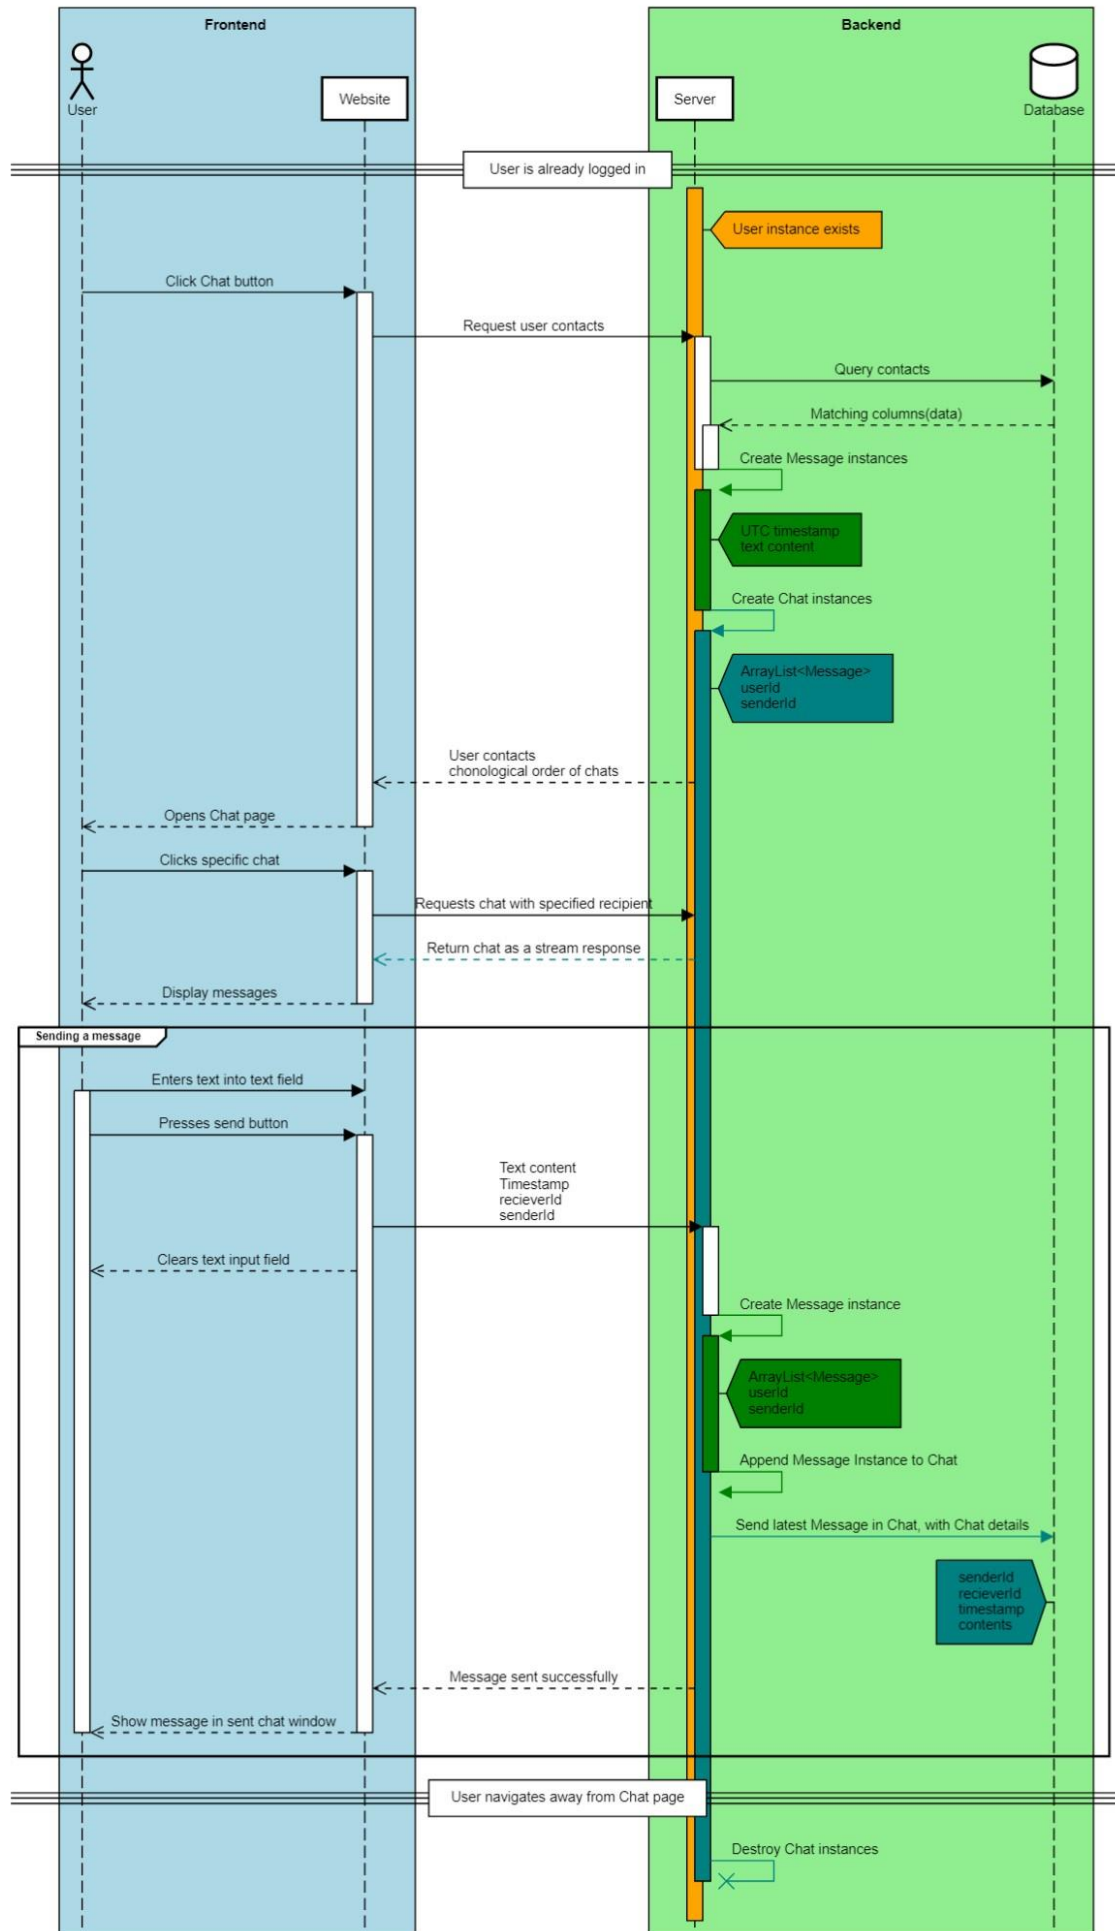 Frontend
Backend
User
Website
Server
Database
User is already logged in
User instance exists
Click Chat button
Request user contacts
Query contacts
Matching columns(data)
Create Message instances
UTC timestamp
text content
Create Chat instances
ArrayList<Message>
userId
senderId
User contacts
chonological order of chats
Opens Chat page
Clicks specific chat
Requests chat with specified recipient
Return chat as a stream response
Display messages
Sending a message
Enters text into text field
Presses send button
Text content
Timestamp
recieverId
senderId
Clears text input field
Create Message instance
ArrayList<Message>
userId
senderId
Append Message Instance to Chat
Send latest Message in Chat, with Chat details
senderId
recieverId
timestamp
contents
Message sent successfully
Show message in sent chat window
User navigates away from Chat page
Destroy Chat instances